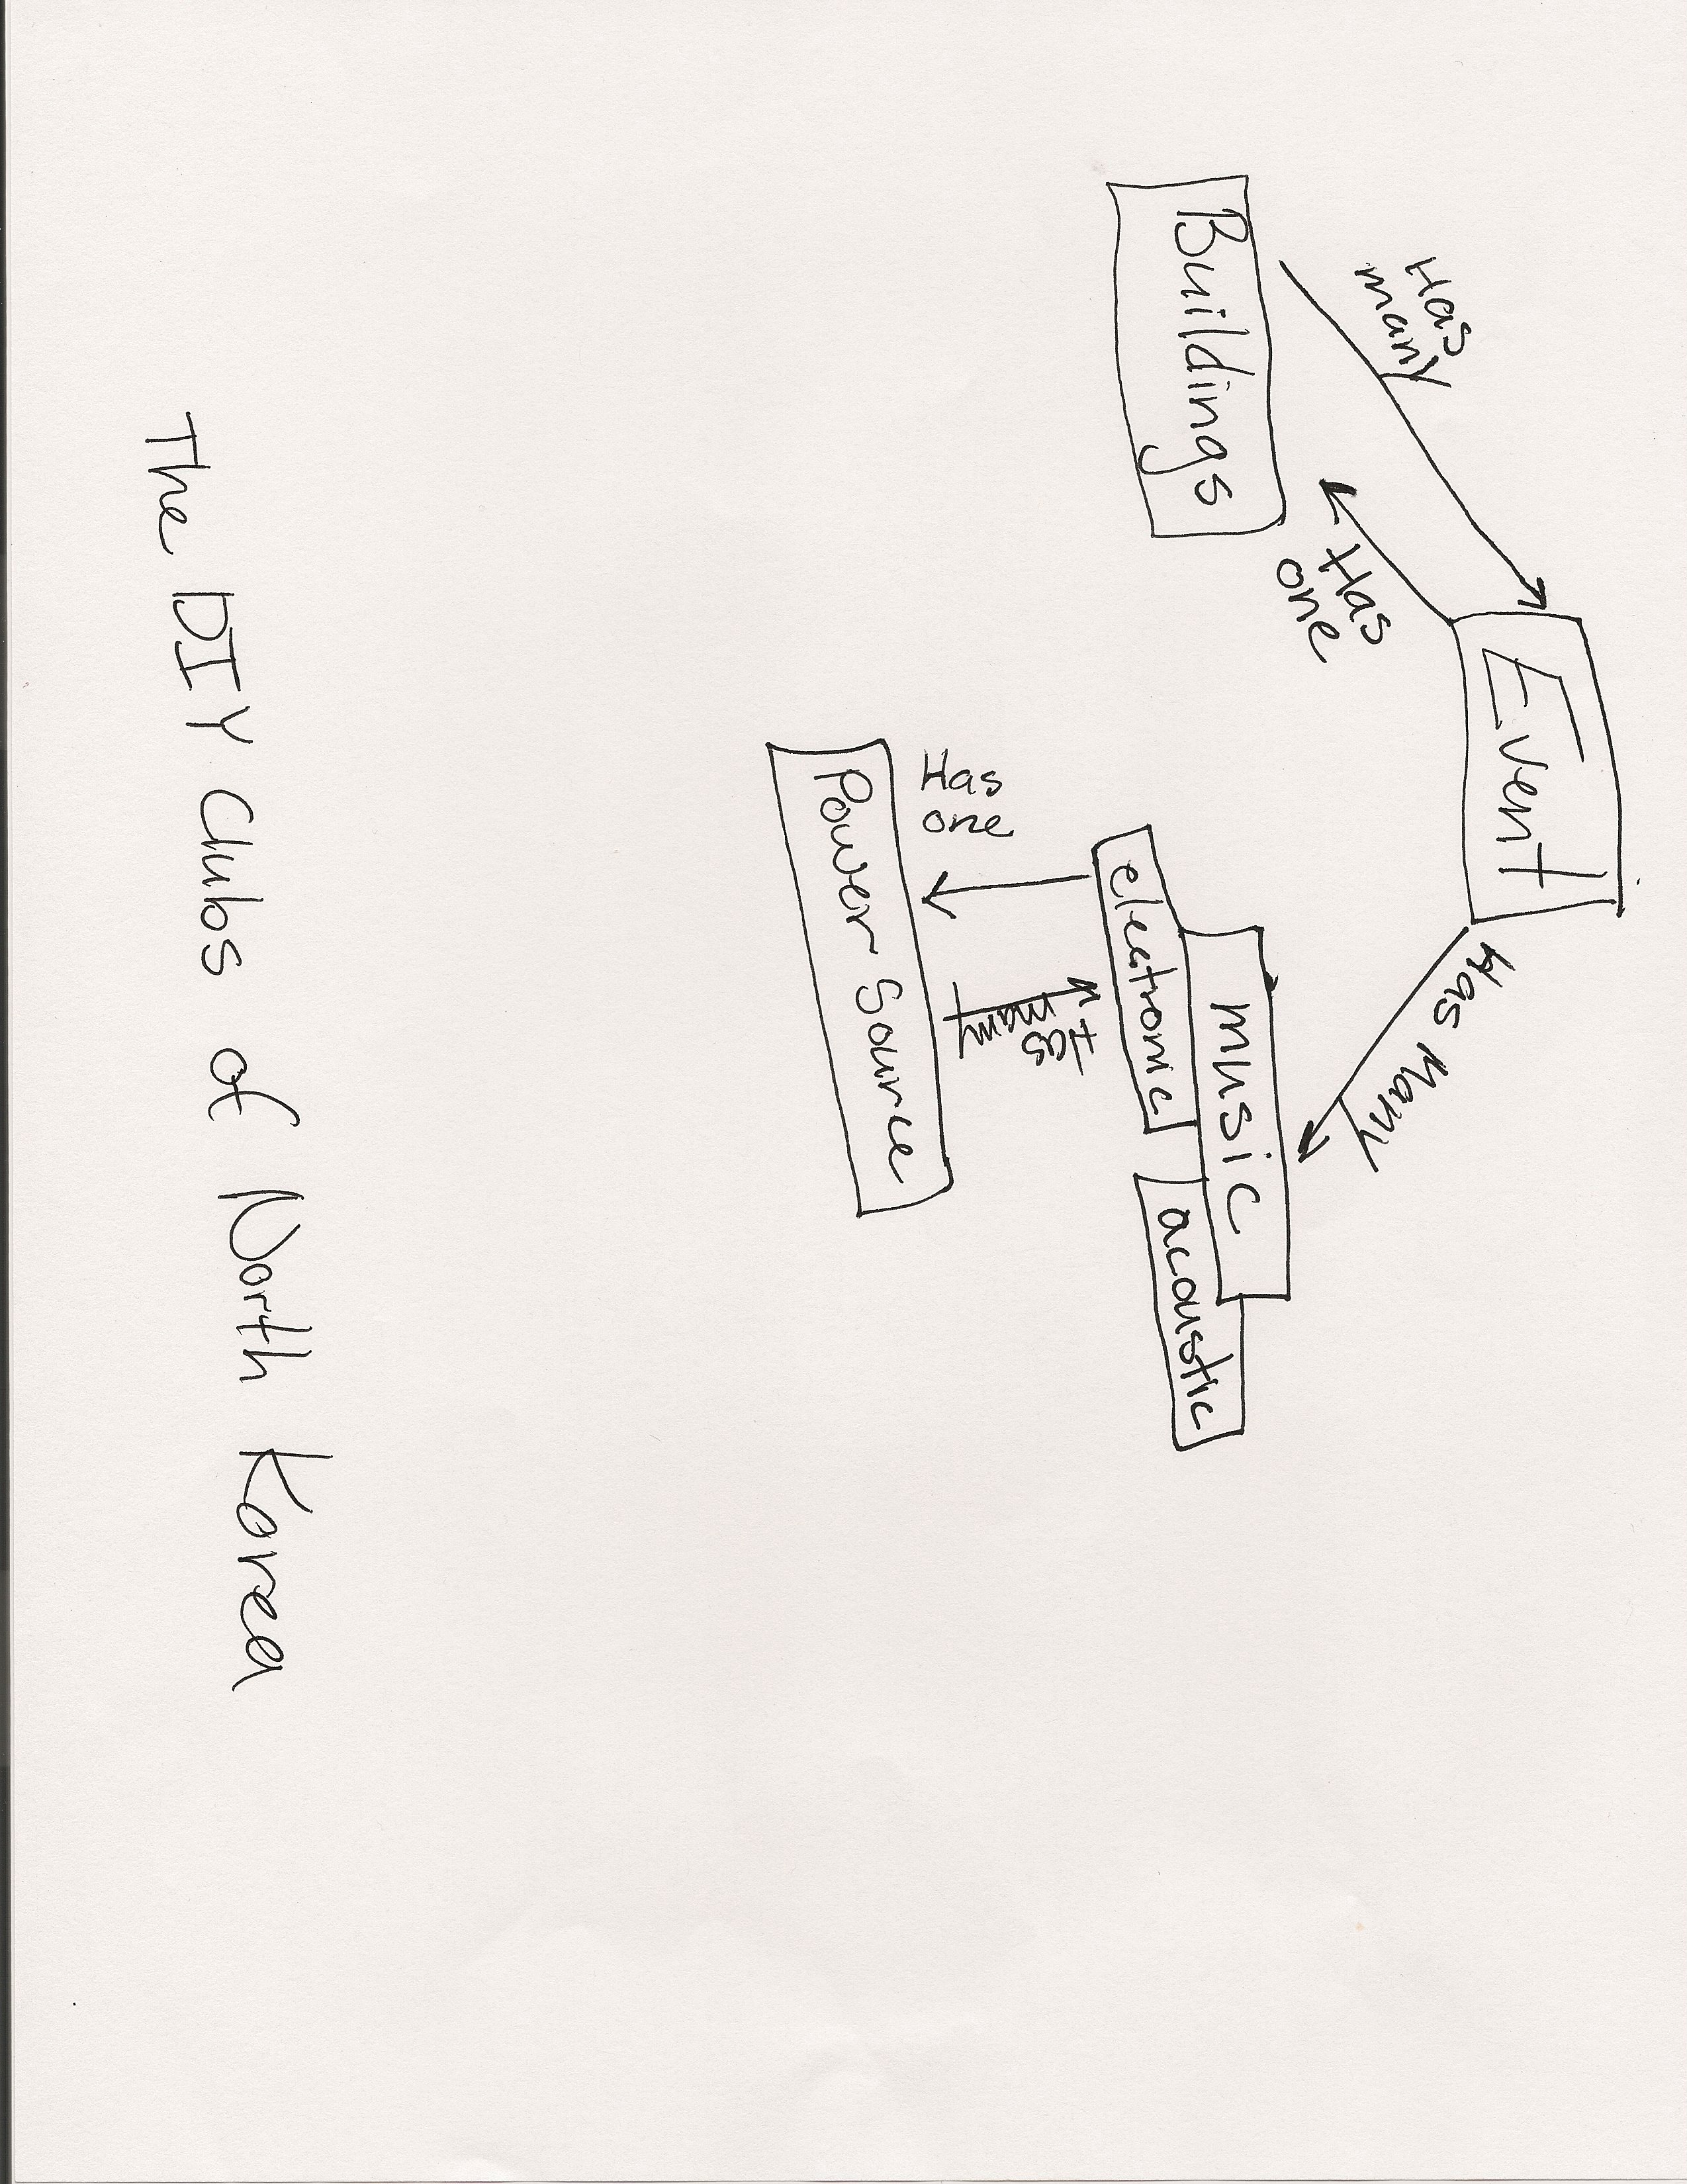 Event
Has
many
Has
one
Has Many
Buildings
music
electronic
acoustic
Has
one
Has
many
Power Source
The DIY Clubs of North Korea